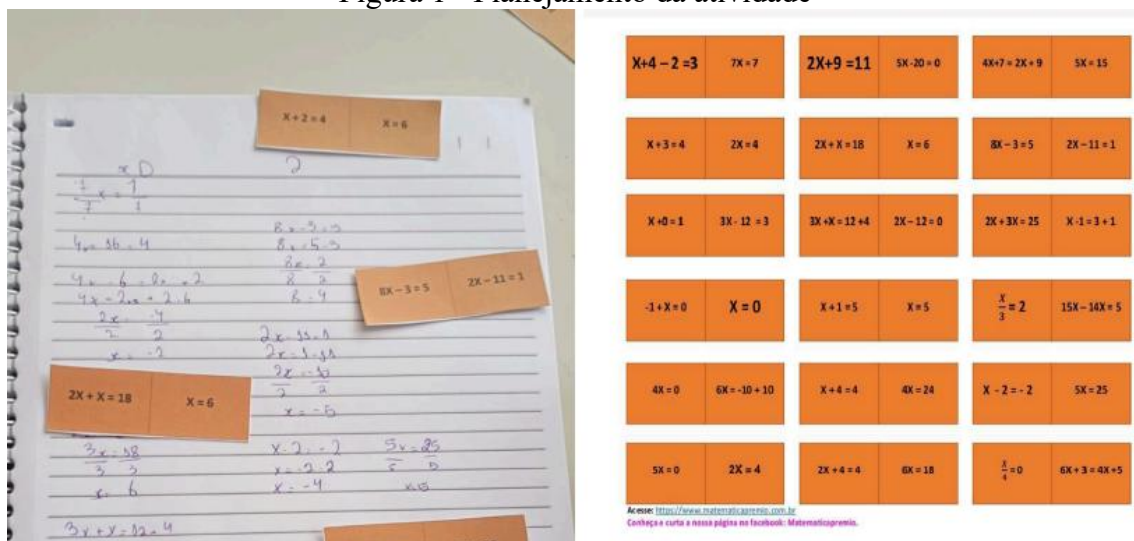 Figura 1 - Planejamento da atividade
X + 2 = 4 X = 6
2
8x = 5 - 3
8X – 3 = 5 2X – 11 = 1
2X + X = 18 X = 6
x = -2
2x = 1 - 11
x = -5
3x = 18
3 3
x = 6
x - 2 = -2
x = -4
5x = 25
5 5
x=5
X+4 – 2 =3 7X = 7 2X+9 =11 5X -20 = 0 4X+7 = 2X + 9 5X = 15
X + 3 = 4 2X = 4 2X + X = 18 X = 6 8X – 3 = 5 2X – 11 = 1
X +0 = 1 3X - 12 = 3 3X +X = 12 +4 2X – 12 = 0 2X + 3X = 25 X -1 = 3 + 1
-1 + X = 0 X = 0 X + 1 = 5 X = 5 X/3 = 2 15X – 14X = 5
4X = 0 6X = -10 + 10 X + 4 = 4 4X = 24 X - 2 = - 2 5X = 25
5X = 0 2X = 4 2X + 4 = 4 6X = 18 X/4 = 0 6X + 3 = 4X +5
Acesse: https://www.matematicapremio.com.br
Conheça e curta a nossa página no facebook: Matematicapremio.